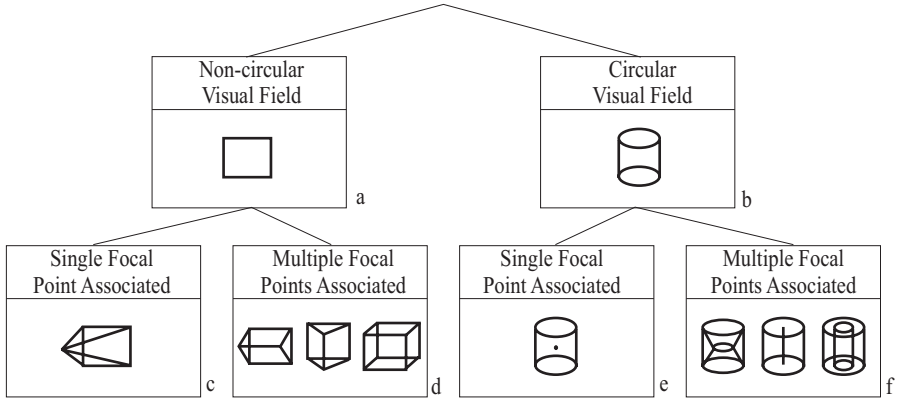 Non-circular
Visual Field
a
Circular
Visual Field
b
Single Focal
Point Associated
c
Multiple Focal
Points Associated
d
Single Focal
Point Associated
e
Multiple Focal
Points Associated
f